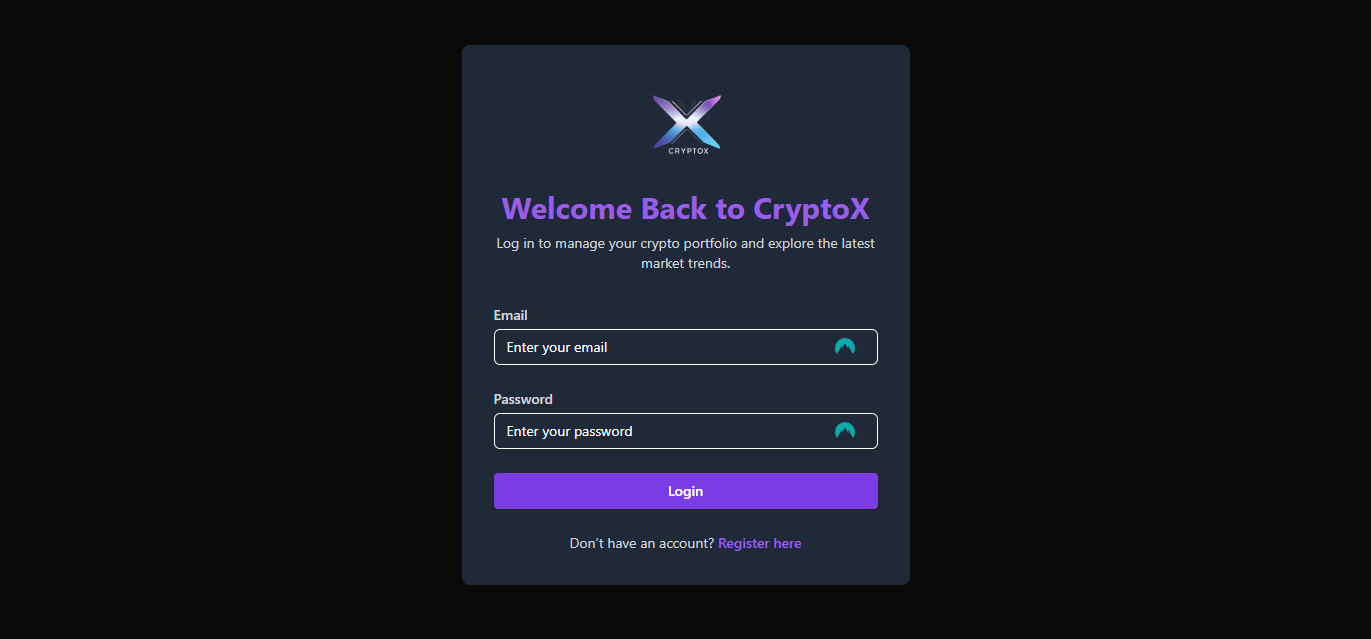 CRYPTOX
Welcome Back to CryptoX
Log in to manage your crypto portfolio and explore the latest
market trends.
Email
Enter your email
Password
Enter your password
Login
Don’t have an account? Register here